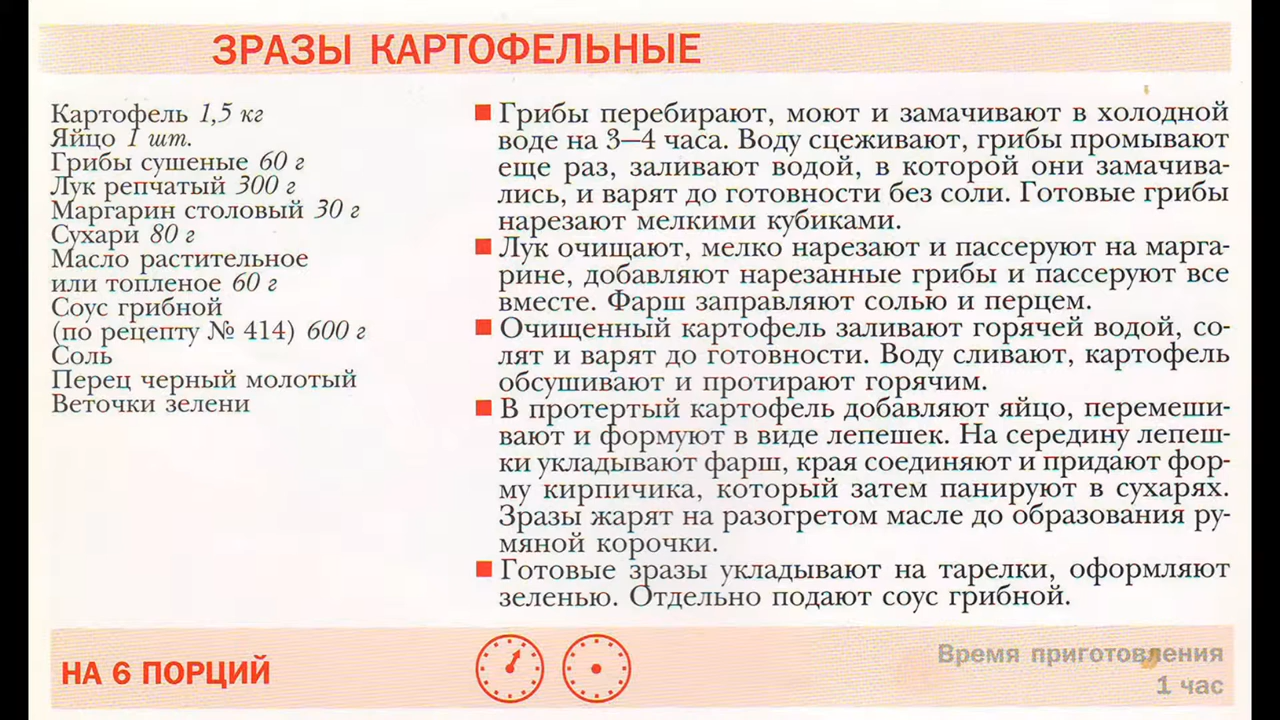 ЗРАЗЫ КАРТОФЕЛЬНЫЕ
Картофель 1,5 кг
Яйцо 1 шт.
Грибы сушеные 60 г
Лук репчатый 300 г
Маргарин столовый 30 г
Сухари 80 г
Масло растительное
или топленое 60 г
Соус грибной
(по рецепту № 414) 600 г
Соль
Перец черный молотый
Веточки зелени
Грибы перебирают, моют и замачивают в холодной
воде на 3—4 часа. Воду сцеживают, грибы промывают
еще раз, заливают водой, в которой они замачива-
лись, и варят до готовности без соли. Готовые грибы
нарезают мелкими кубиками.
Лук очищают, мелко нарезают и пассеруют на марга-
рине, добавляют нарезанные грибы и пассеруют все
вместе. Фарш заправляют солью и перцем.
Очищенный картофель заливают горячей водой, со-
лят и варят до готовности. Воду сливают, картофель
обсушивают и протирают горячим.
В протертый картофель добавляют яйцо, перемеши-
вают и формуют в виде лепешек. На середину лепеш-
ки укладывают фарш, края соединяют и придают фор-
му кирпичика, который затем панируют в сухарях.
Зразы жарят на разогретом масле до образования ру-
мяной корочки.
Готовые зразы укладывают на тарелки, оформляют
зеленью. Отдельно подают соус грибной.
НА 6 ПОРЦИЙ
Время приготовления
1 час